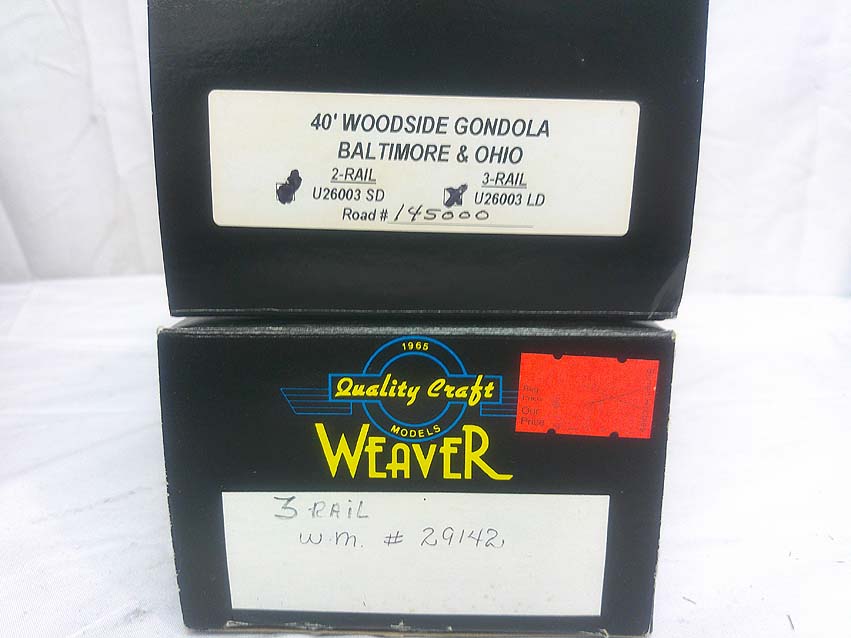 40' WOODSIDE GONDOLA
BALTIMORE & OHIO
2-RAIL 3-RAIL
U26003 SD U26003 LD
Road # 145000
1965
Quality Craft
MODELS
WEAVER
Our
Price
3 RAIL
W.M. # 29142